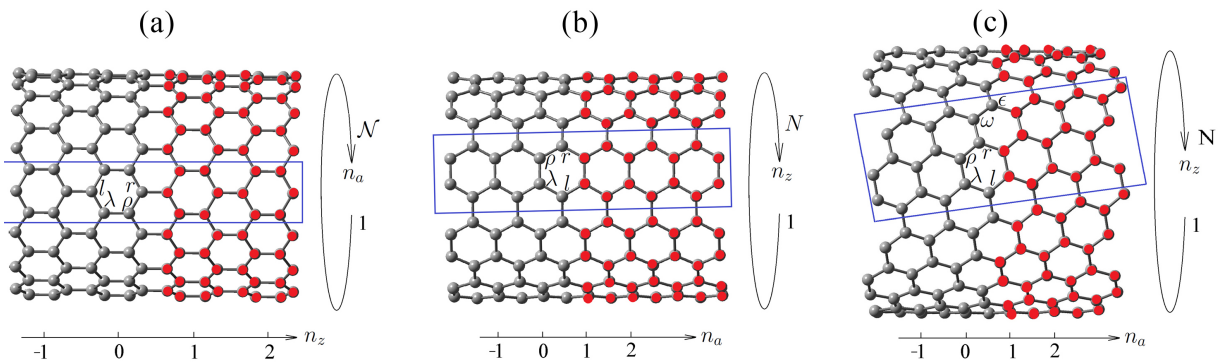 (a)
(b)
(c)
l r
λ ρ
𝒩
n_a
1
-1 0 1 2 n_z
ρ r
λ l
N
n_z
1
-1 0 1 2 n_a
ϵ
ω
ρ r
λ l
N
n_z
1
-1 0 1 2 n_a